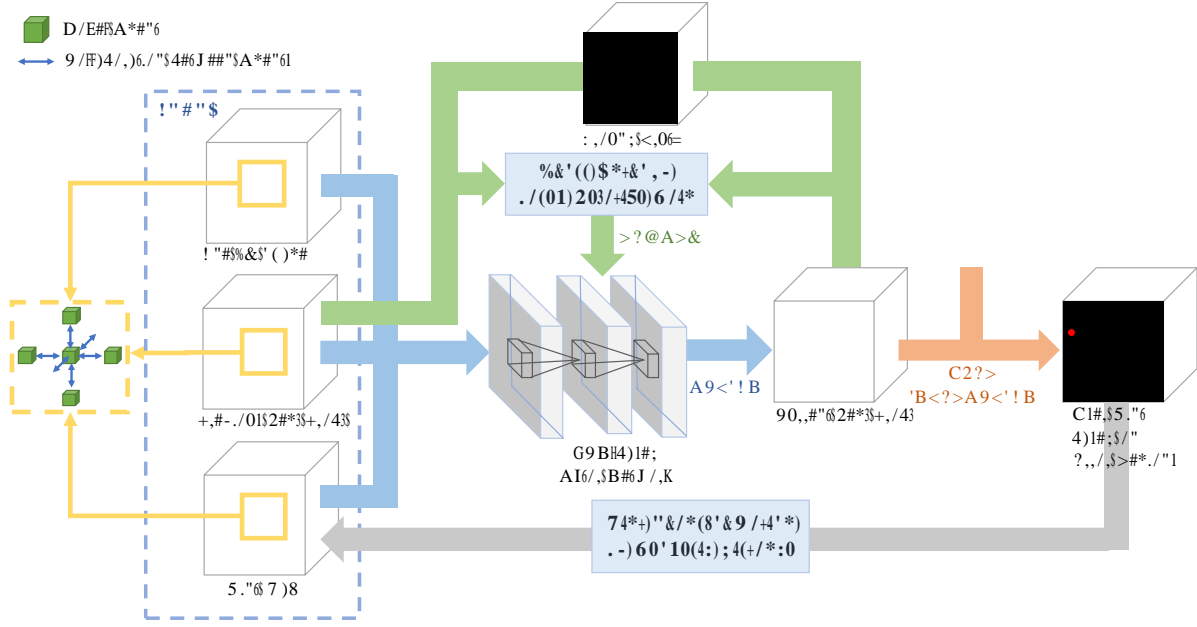 D/E#F$A*#"6
9/FF)4/,)6./"$4#6J##"$A*#"61
!"#"$
:,/0";$<,06=
%&'(()$*+&',-)
./(01)203/+450)6/4*
>?@A>&
!"#$%&$'()*#
+,#-./01$2#*3$+,/43$
5."6$7)8
A9<'!B
G9BH4)1#;
AI6/,$B#6J/,K
90,,#"6$2#*3$+,/43
C2?>
'B<?>A9<'!B
C1#,$5."6
4)1#;$/"
?,,/,$>#*./"1
74*+)"&/*(8'&9/+4'*)
.-)60'10(4:);4(+/*:0